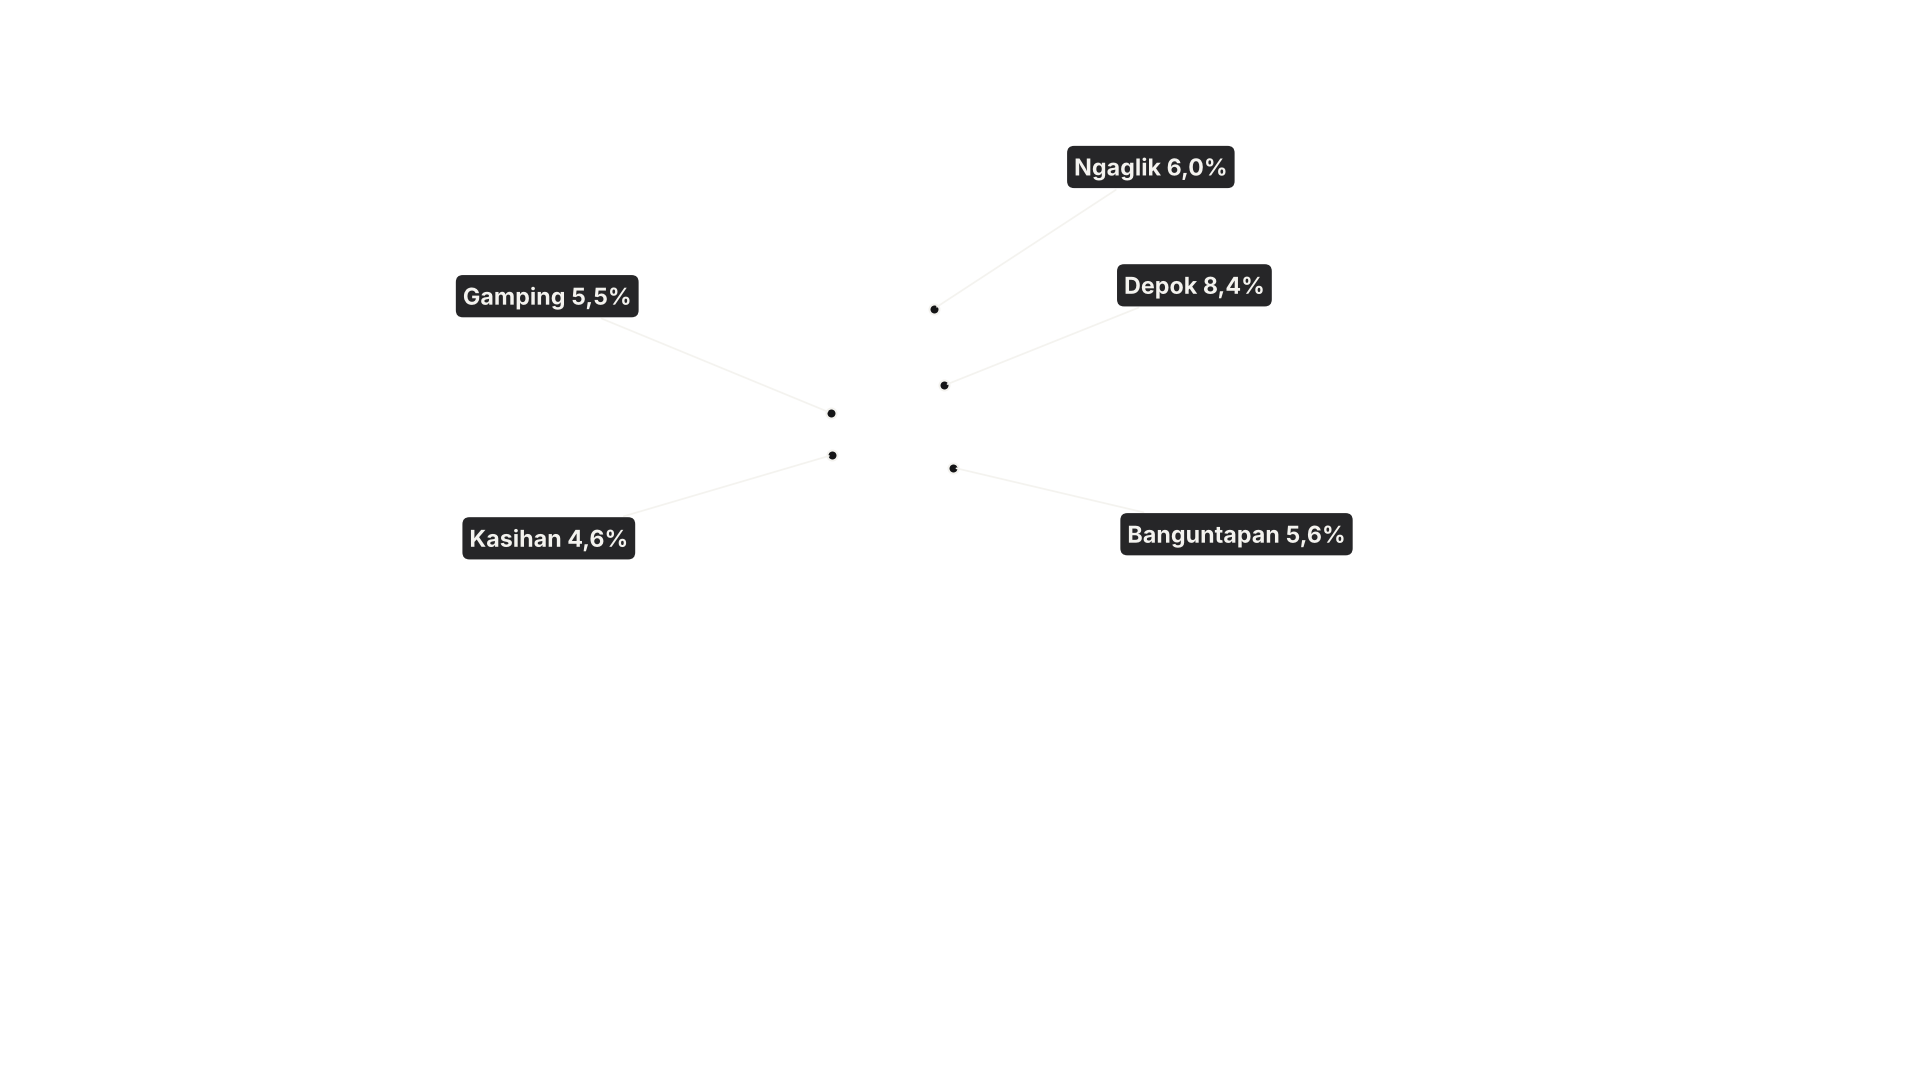 Ngaglik 6,0%
Depok 8,4%
Gamping 5,5%
Banguntapan 5,6%
Kasihan 4,6%